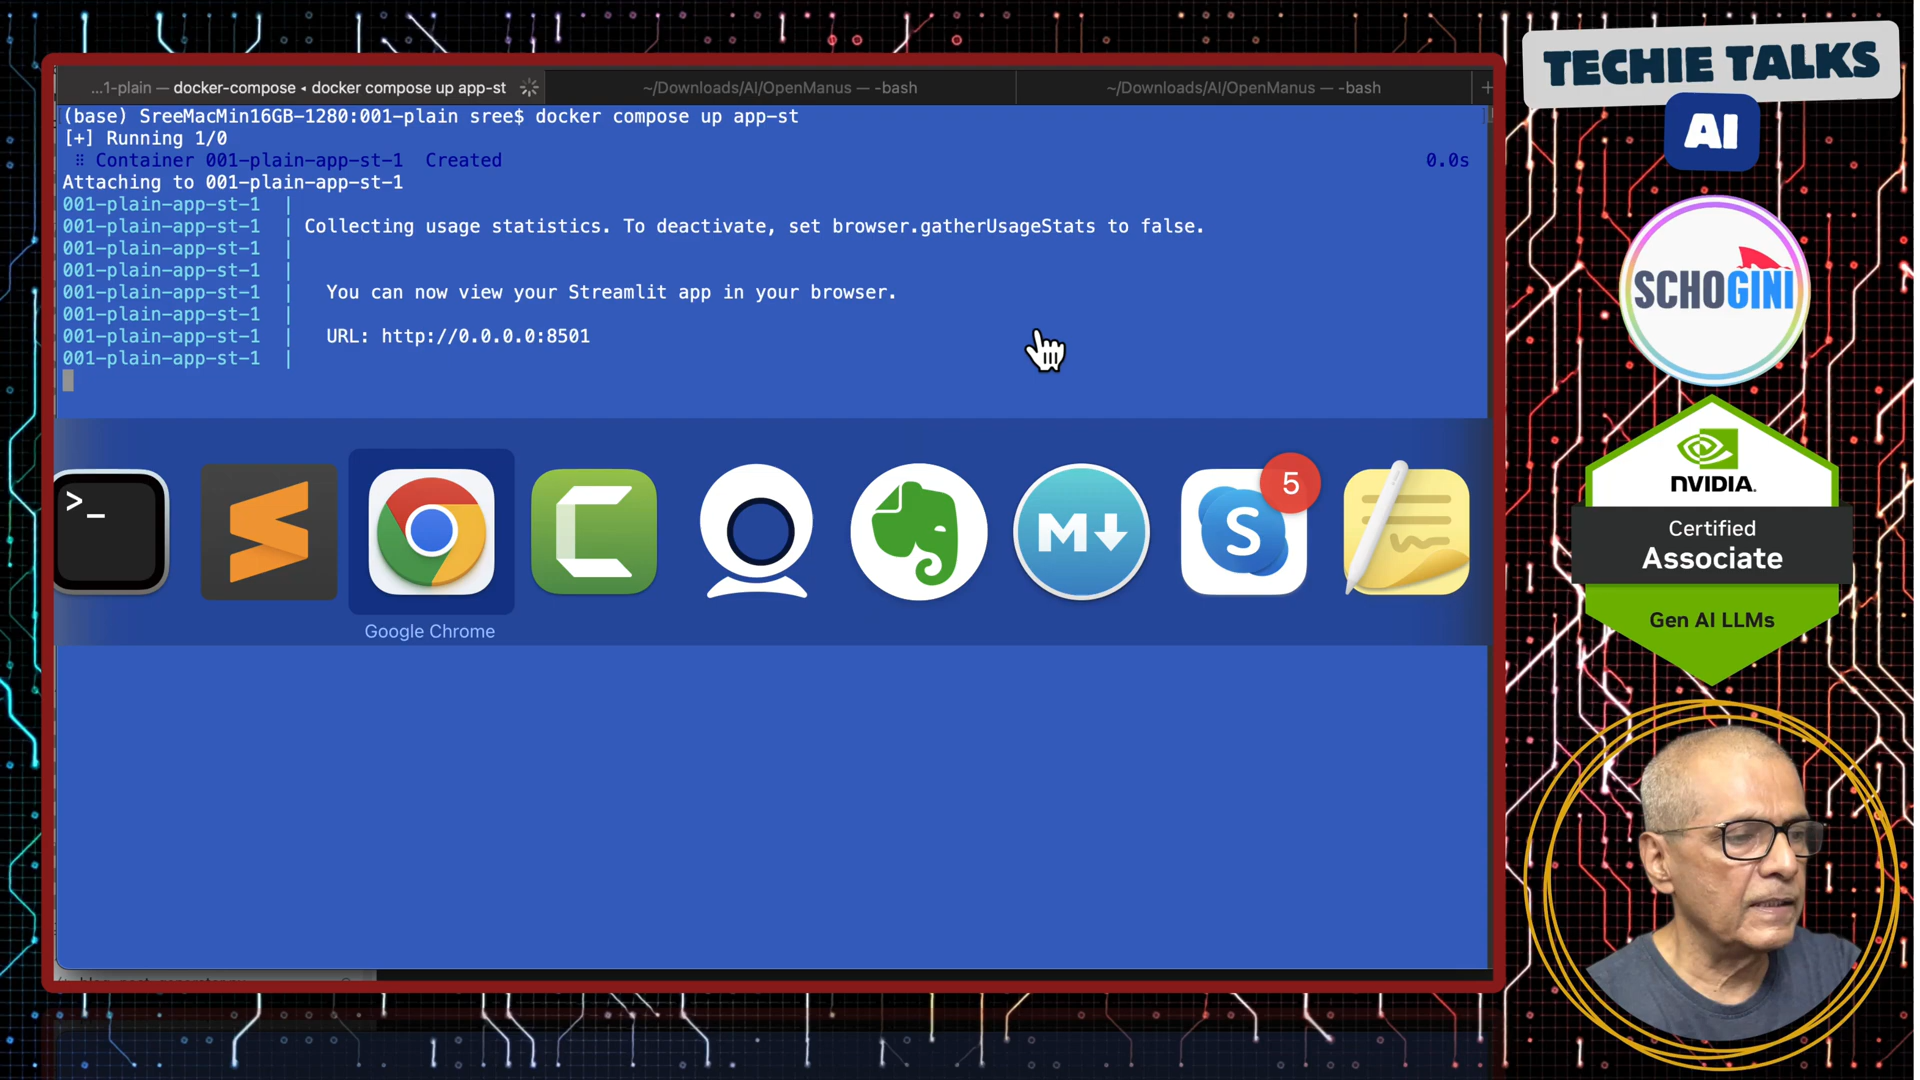 ...1-plain — docker-compose ◂ docker compose up app-st
~/Downloads/AI/OpenManus — -bash
~/Downloads/AI/OpenManus — -bash
+
(base) SreeMacMin16GB-1280:001-plain sree$ docker compose up app-st
[+] Running 1/0
⠿ Container 001-plain-app-st-1  Created 0.0s
Attaching to 001-plain-app-st-1
001-plain-app-st-1  |
001-plain-app-st-1  | Collecting usage statistics. To deactivate, set browser.gatherUsageStats to false.
001-plain-app-st-1  |
001-plain-app-st-1  |
001-plain-app-st-1  |   You can now view your Streamlit app in your browser.
001-plain-app-st-1  |
001-plain-app-st-1  |   URL: http://0.0.0.0:8501
001-plain-app-st-1  |
>_
M↓
S
5
Google Chrome
TECHIE TALKS
AI
SCHOGINI
NVIDIA.
Certified
Associate
Gen AI LLMs